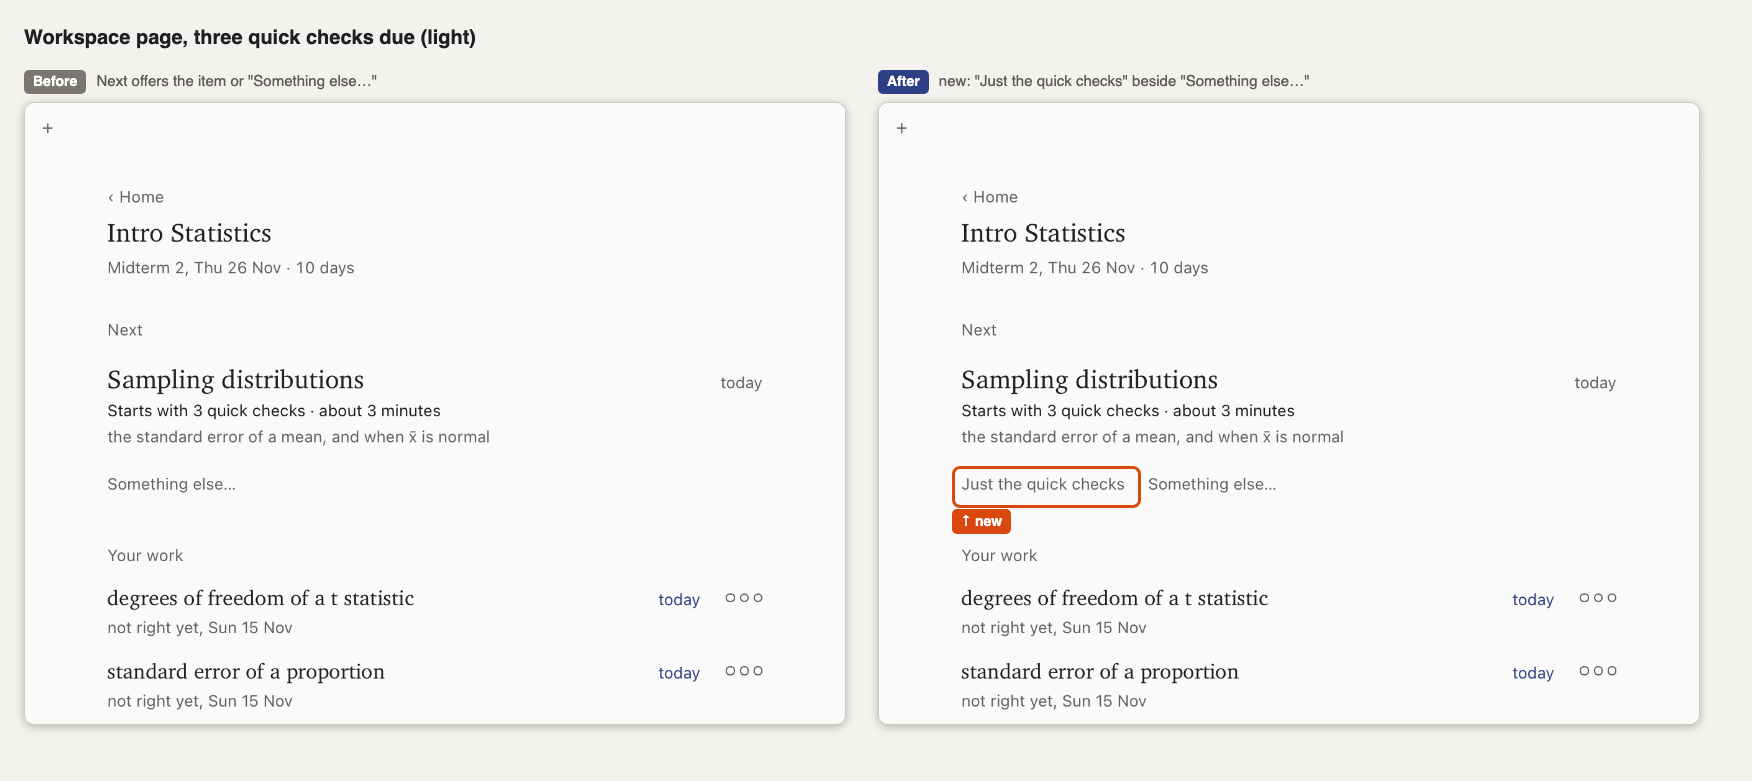 Workspace page, three quick checks due (light)
Before Next offers the item or "Something else…"
+
‹ Home
Intro Statistics
Midterm 2, Thu 26 Nov · 10 days
Next
Sampling distributions today
Starts with 3 quick checks · about 3 minutes
the standard error of a mean, and when x̄ is normal
Something else…
Your work
degrees of freedom of a t statistic today
not right yet, Sun 15 Nov
standard error of a proportion today
not right yet, Sun 15 Nov
After new: "Just the quick checks" beside "Something else…"
+
‹ Home
Intro Statistics
Midterm 2, Thu 26 Nov · 10 days
Next
Sampling distributions today
Starts with 3 quick checks · about 3 minutes
the standard error of a mean, and when x̄ is normal
Just the quick checks Something else…
↑ new
Your work
degrees of freedom of a t statistic today
not right yet, Sun 15 Nov
standard error of a proportion today
not right yet, Sun 15 Nov